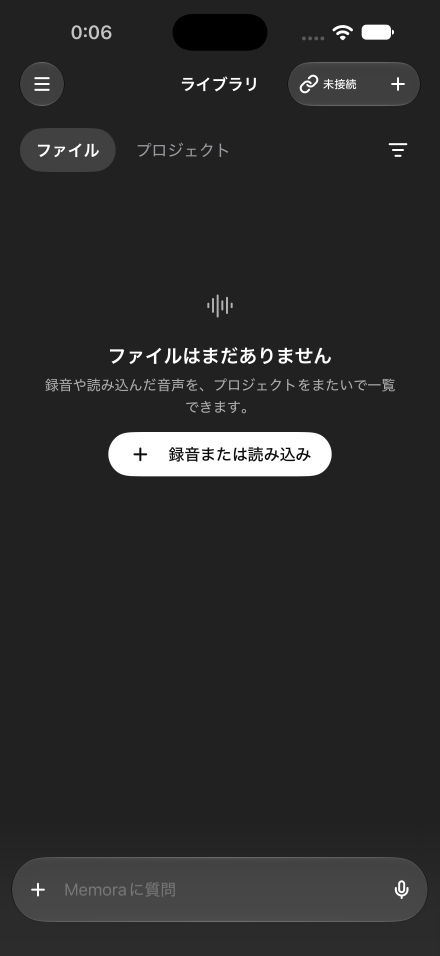 0:06
ライブラリ
未接続
ファイル
プロジェクト
ファイルはまだありません
録音や読み込んだ音声を、プロジェクトをまたいで一覧
できます。
録音または読み込み
Memoraに質問